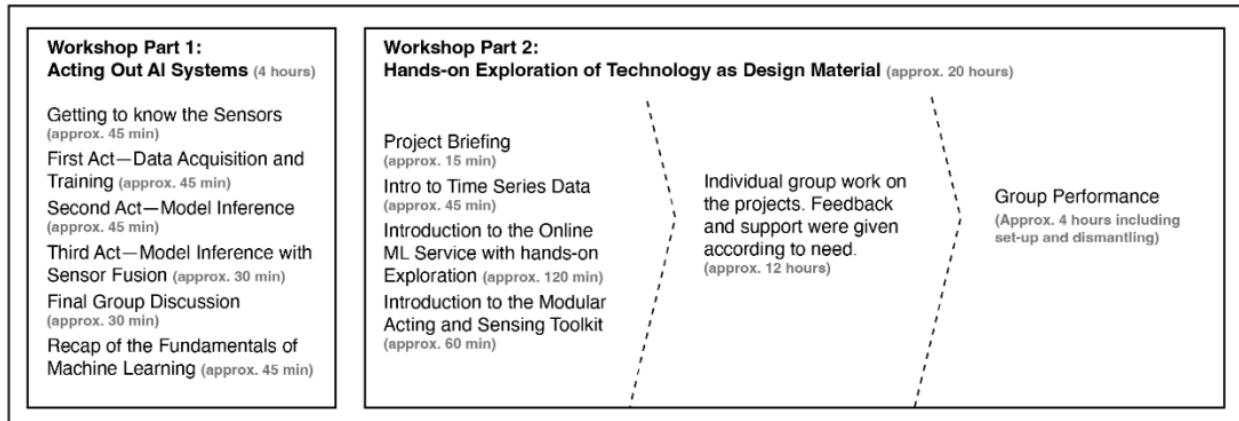 Workshop Part 1:
Acting Out AI Systems (4 hours)
Getting to know the Sensors
(approx. 45 min)
First Act—Data Acquisition and
Training (approx. 45 min)
Second Act—Model Inference
(approx. 45 min)
Third Act—Model Inference with
Sensor Fusion (approx. 30 min)
Final Group Discussion
(approx. 30 min)
Recap of the Fundamentals of
Machine Learning (approx. 45 min)
Workshop Part 2:
Hands-on Exploration of Technology as Design Material (approx. 20 hours)
Project Briefing
(approx. 15 min)
Intro to Time Series Data
(approx. 45 min)
Introduction to the Online
ML Service with hands-on
Exploration (approx. 120 min)
Introduction to the Modular
Acting and Sensing Toolkit
(approx. 60 min)
Individual group work on
the projects. Feedback
and support were given
according to need.
(approx. 12 hours)
Group Performance
(Approx. 4 hours including
set-up and dismantling)